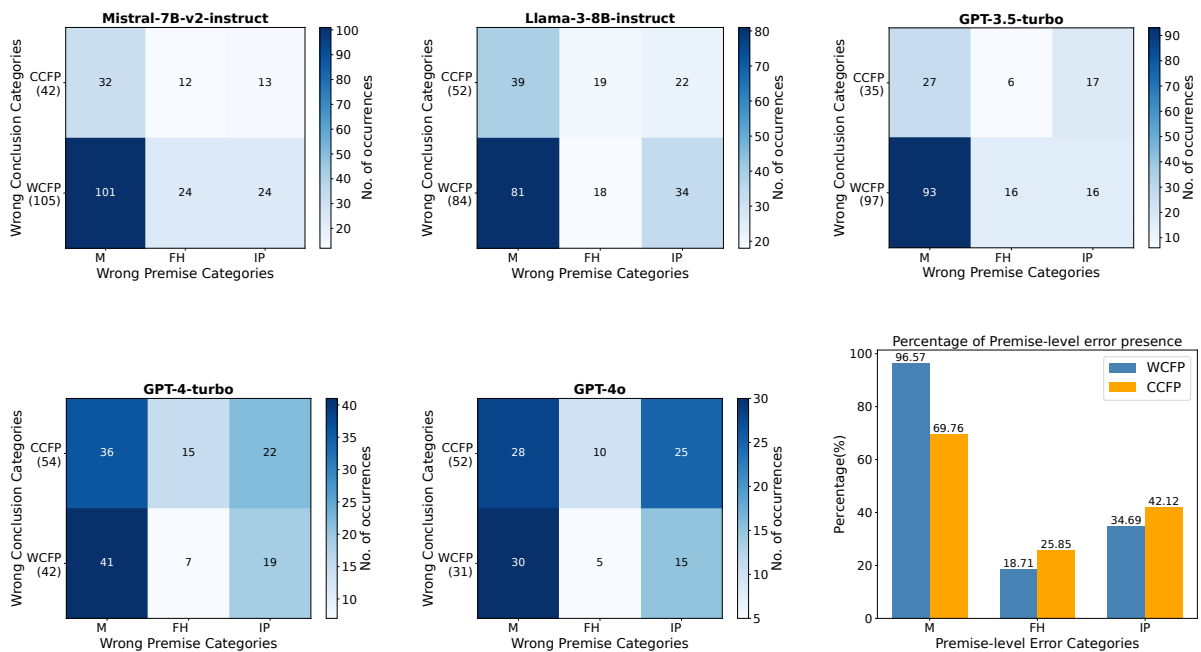 Mistral-7B-v2-instruct
Wrong Conclusion Categories
CCFP
(42)
WCFP
(105)
32 12 13
101 24 24
M FH IP
Wrong Premise Categories
100
90
80
70
60
50
40
30
20
No. of occurrences
Llama-3-8B-instruct
Wrong Conclusion Categories
CCFP
(52)
WCFP
(84)
39 19 22
81 18 34
M FH IP
Wrong Premise Categories
80
70
60
50
40
30
20
No. of occurrences
GPT-3.5-turbo
Wrong Conclusion Categories
CCFP
(35)
WCFP
(97)
27 6 17
93 16 16
M FH IP
Wrong Premise Categories
90
80
70
60
50
40
30
20
10
No. of occurrences
GPT-4-turbo
Wrong Conclusion Categories
CCFP
(54)
WCFP
(42)
36 15 22
41 7 19
M FH IP
Wrong Premise Categories
40
35
30
25
20
15
10
No. of occurrences
GPT-4o
Wrong Conclusion Categories
CCFP
(52)
WCFP
(31)
28 10 25
30 5 15
M FH IP
Wrong Premise Categories
30
25
20
15
10
5
No. of occurrences
Percentage of Premise-level error presence
Percentage(%)
100
80
60
40
20
0
96.57
69.76
18.71
25.85
34.69
42.12
WCFP
CCFP
M FH IP
Premise-level Error Categories